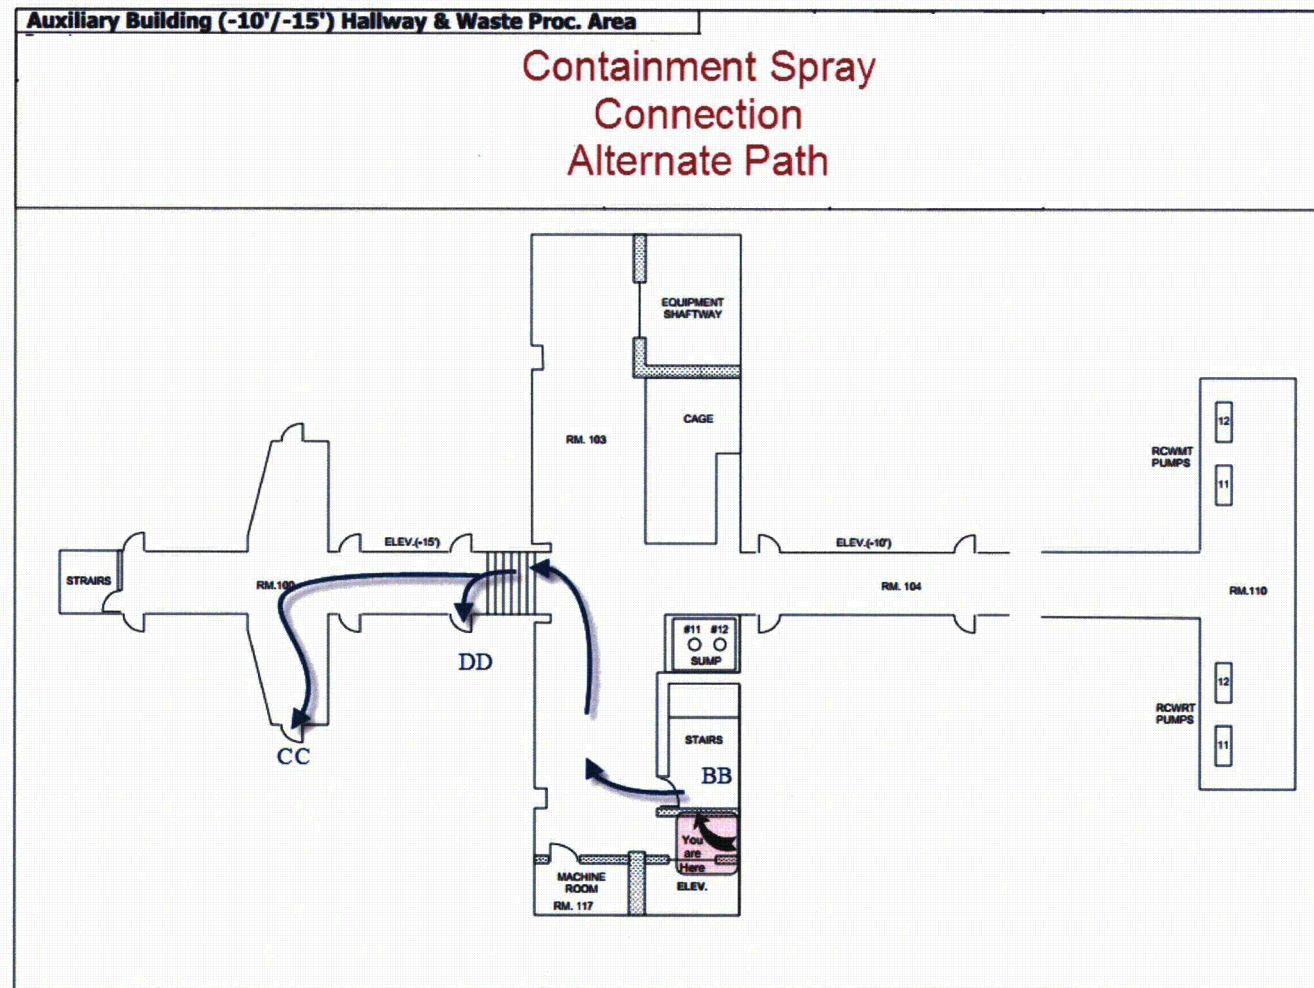 Auxiliary Building (-10'/-15') Hallway & Waste Proc. Area
Containment Spray
Connection
Alternate Path
EQUIPMENT
SHAFTWAY
CAGE
RM. 103
12
RCWMT
PUMPS
11
ELEV.(-15')
ELEV.(-10')
STRAIRS
RM.100
RM. 104
RM.110
#11 #12
SUMP
DD
12
RCWRT
PUMPS
11
STAIRS
CC
BB
You
are
Here
MACHINE
ROOM
ELEV.
RM. 117